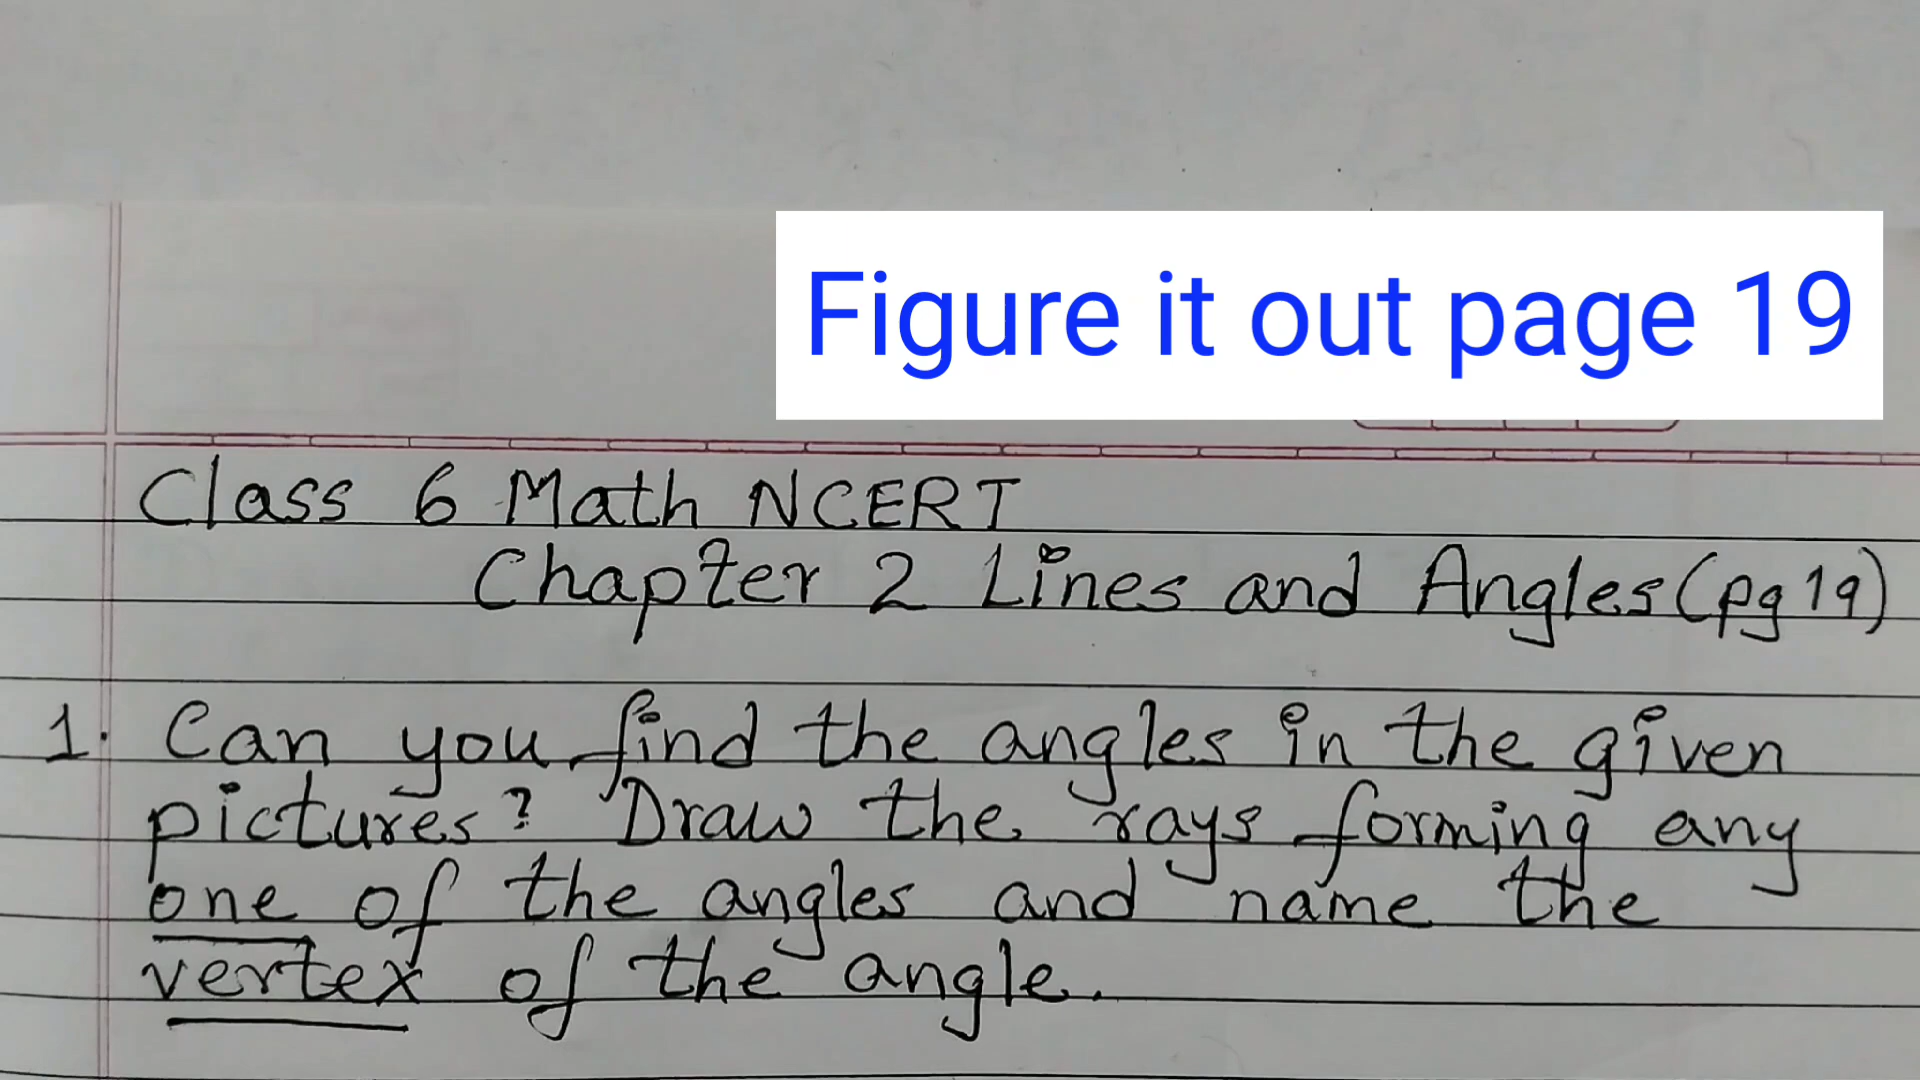 Figure it out page 19
Class 6 Math NCERT
Chapter 2 Lines and Angles (pg 19)
1. Can you find the angles in the given
pictures? Draw the rays forming any
one of the angles and name the
vertex of the angle.